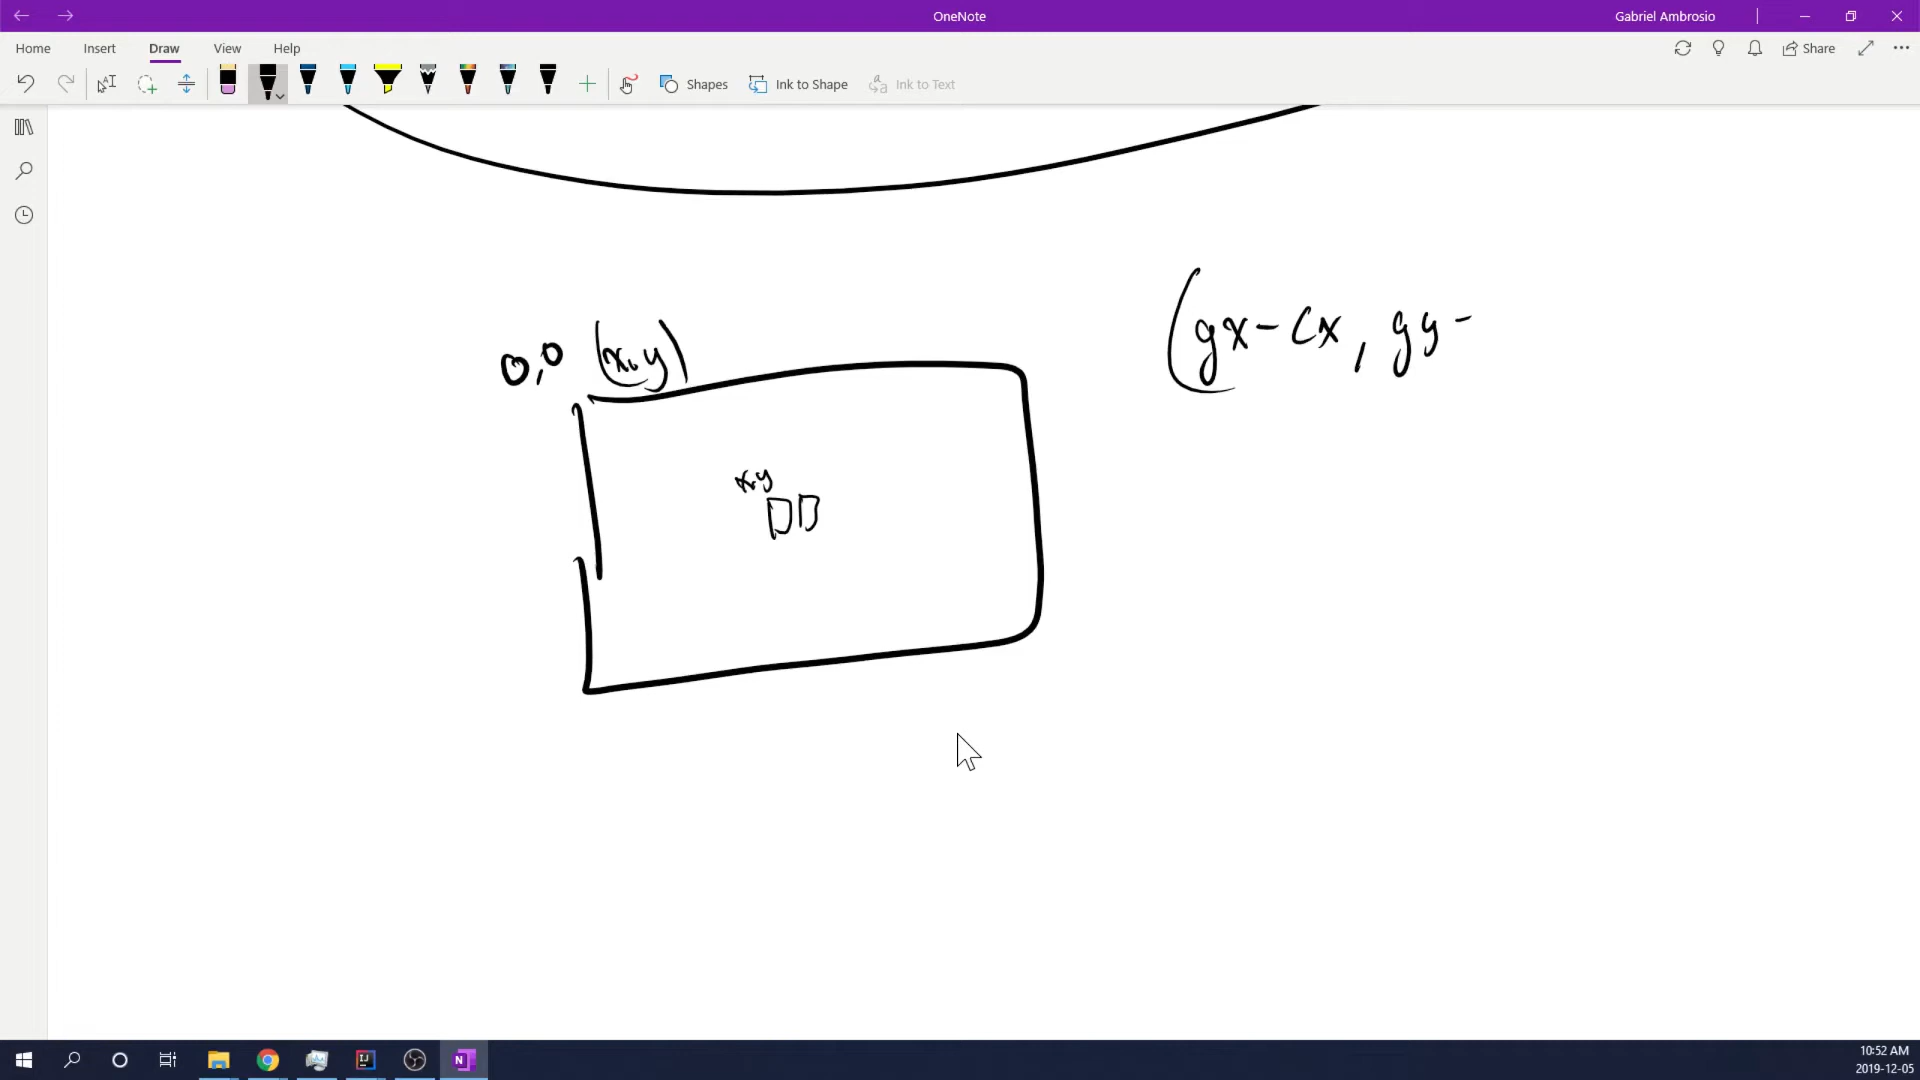 OneNote
Gabriel Ambrosio
Home Insert Draw View Help
Share
Shapes Ink to Shape Ink to Text
(gx - cx, gy -
0,0 (x,y)
x,y
10:52 AM
2019-12-05